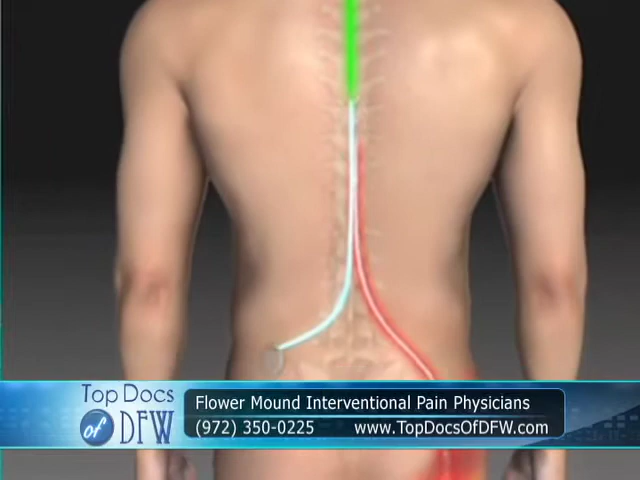 Top Docs
of DFW
Flower Mound Interventional Pain Physicians
(972) 350-0225 www.TopDocsOfDFW.com